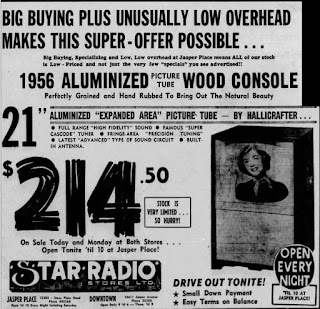 BIG BUYING PLUS UNUSUALLY LOW OVERHEAD
MAKES THIS SUPER-OFFER POSSIBLE...
Big Buying, Specializing and Low, Low overhead at Jasper Place means ALL of our stock
is Low - Priced and not just the very few "specials" you see advertised!!
1956 ALUMINIZED PICTURE TUBE WOOD CONSOLE
Perfectly Grained and Hand Rubbed To Bring Out The Natural Beauty
21" ALUMINIZED "EXPANDED AREA" PICTURE TUBE — BY HALLICRAFTER...
● FULL RANGE "HIGH FIDELITY" SOUND ● FAMOUS "SUPER
CASCODE" TUNER ● FRINGE-AREA "PRECISION TUNING"
● LATEST "ADVANCED" TYPE OF SOUND CIRCUIT ● BUILT-
IN ANTENNA.
$214.50
STOCK IS
VERY LIMITED...
SO HURRY!
On Sale Today and Monday at Both Stores...
Open Tonite 'til 10 at Jasper Place!
STAR RADIO
STORES LTD.
JASPER PLACE
DOWNTOWN
DRIVE OUT TONITE!
★ Small Down Payment
★ Easy Terms on Balance
OPEN
EVERY
NIGHT
'TIL 10 AT
JASPER PLACE!